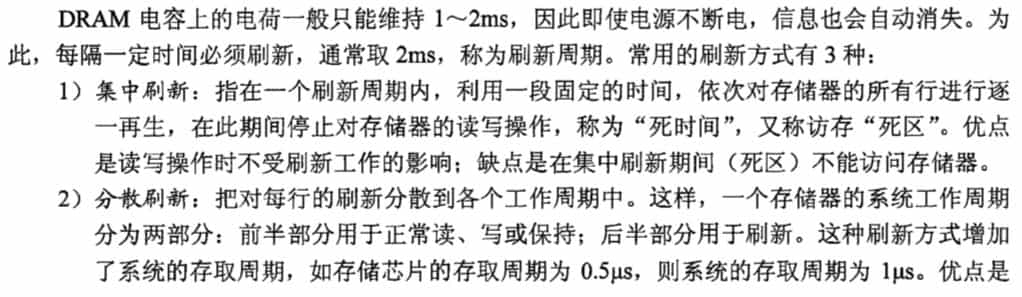 DRAM 电容上的电荷一般只能维持 1～2ms，因此即使电源不断电，信息也会自动消失。为
此，每隔一定时间必须刷新，通常取 2ms，称为刷新周期。常用的刷新方式有 3 种：
1）集中刷新：指在一个刷新周期内，利用一段固定的时间，依次对存储器的所有行进行逐
一再生，在此期间停止对存储器的读写操作，称为“死时间”，又称访存“死区”。优点
是读写操作时不受刷新工作的影响；缺点是在集中刷新期间（死区）不能访问存储器。
2）分散刷新：把对每行的刷新分散到各个工作周期中。这样，一个存储器的系统工作周期
分为两部分：前半部分用于正常读、写或保持；后半部分用于刷新。这种刷新方式增加
了系统的存取周期，如存储芯片的存取周期为 0.5μs，则系统的存取周期为 1μs。优点是